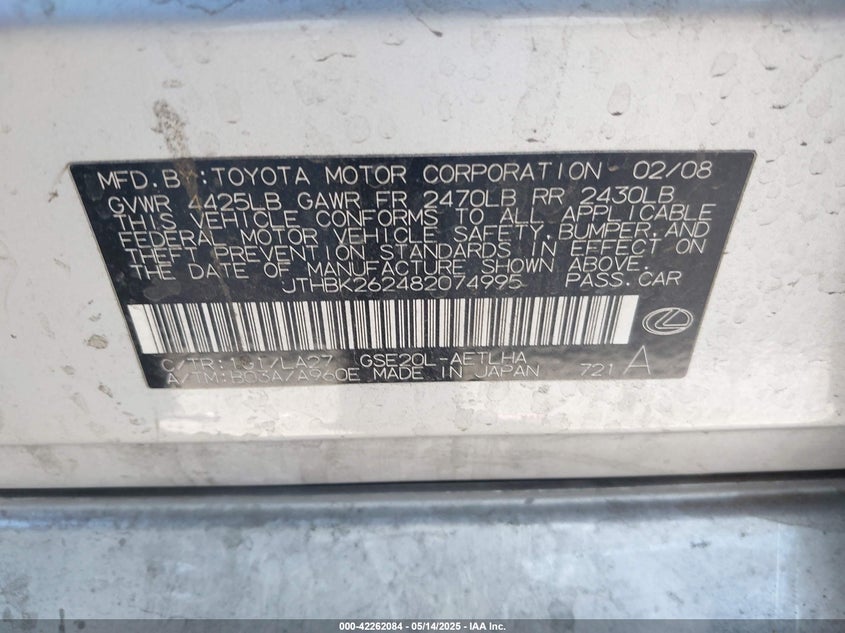 MFD.BY:TOYOTA MOTOR CORPORATION 02/08
GVWR 4425LB GAWR FR 2470LB RR 2430LB
THIS VEHICLE CONFORMS TO ALL APPLICABLE
FEDERAL MOTOR VEHICLE SAFETY, BUMPER, AND
THEFT PREVENTION STANDARDS IN EFFECT ON
THE DATE OF MANUFACTURE SHOWN ABOVE.
JTHBK262482074995 PASS.CAR
C/TR:1GI/LA27 GSE20L-AETLHA
A/TM:B03A/A960E MADE IN JAPAN 721 A
000-42262084 - 05/14/2025 - IAA Inc.